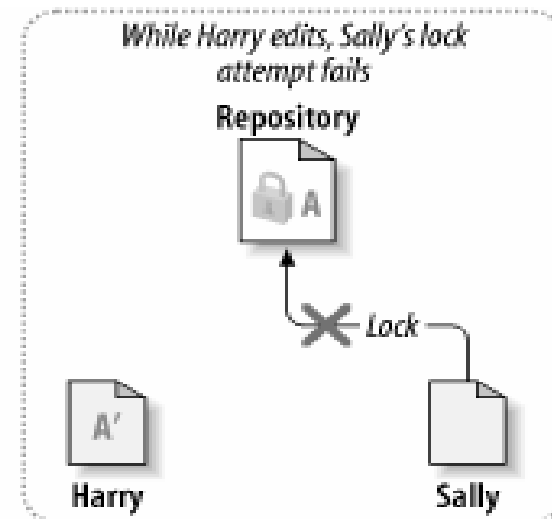 While Harry edits, Sally's lock
attempt fails
Repository
A
Lock
A'
Harry
Sally